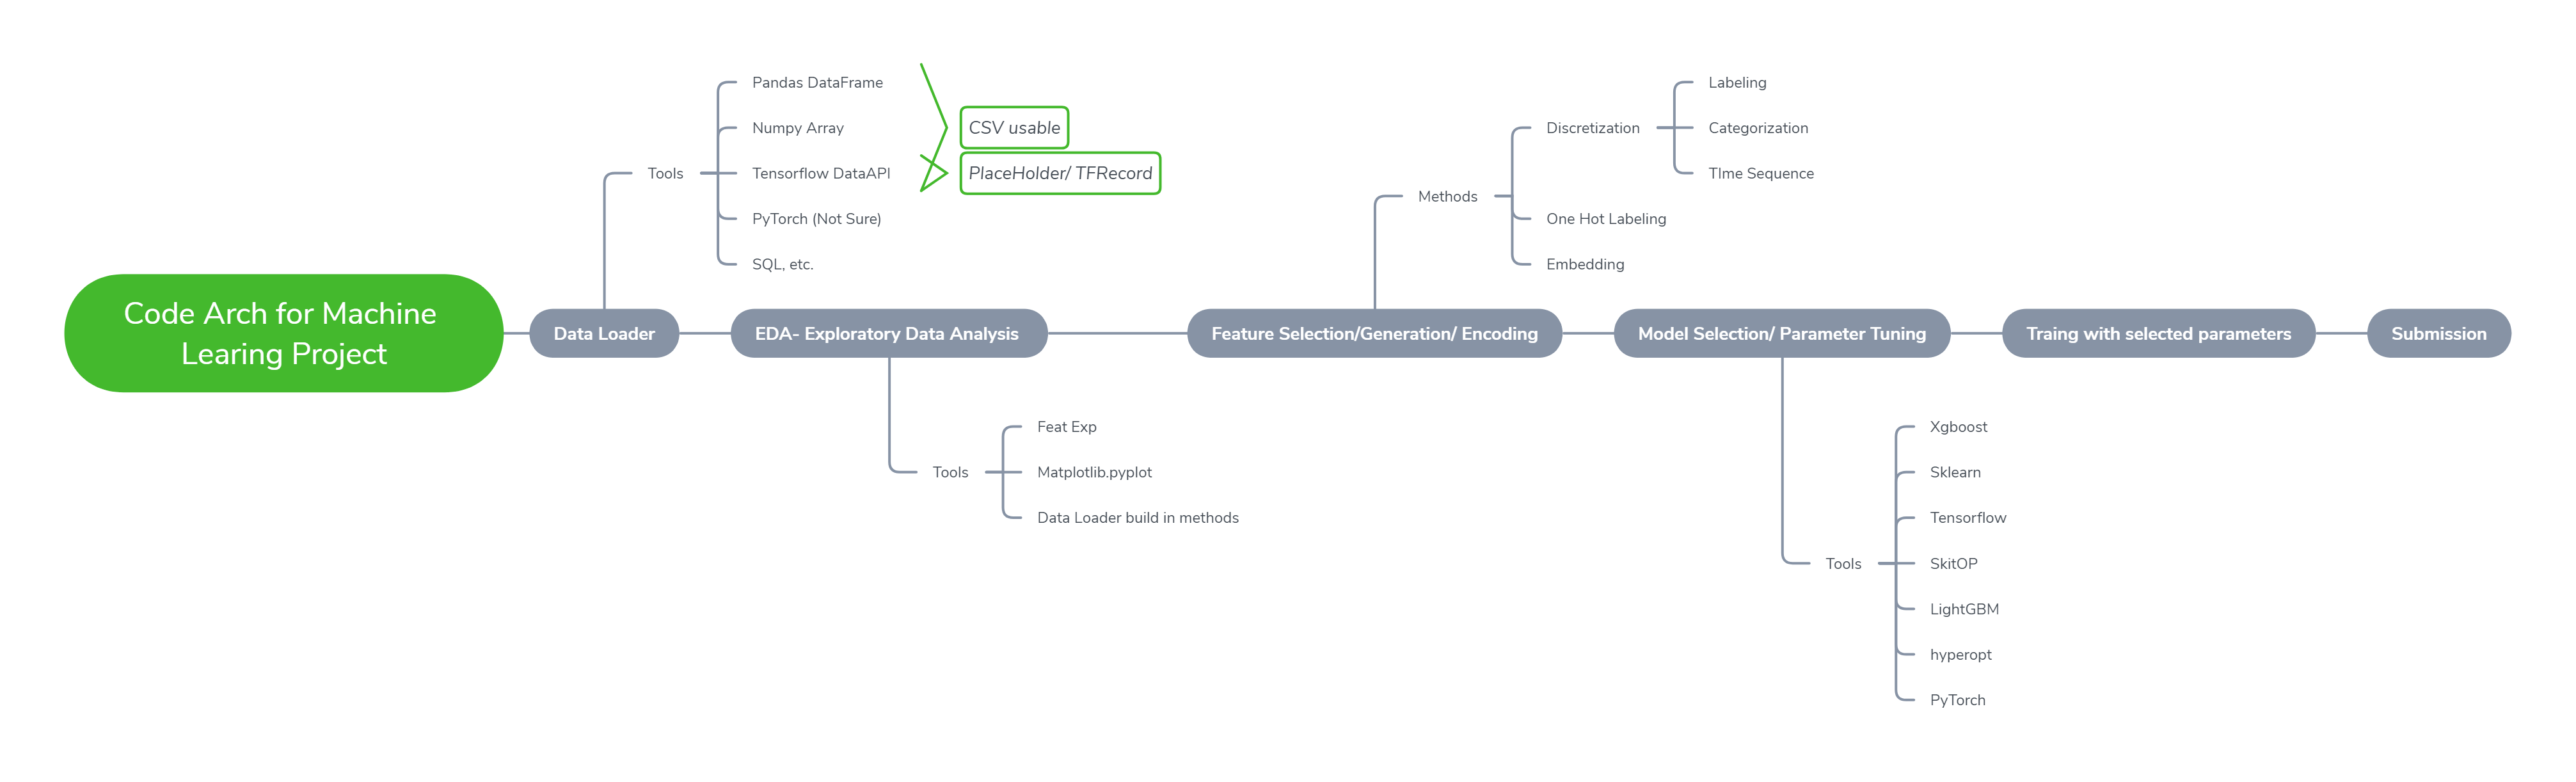 Code Arch for Machine
Learing Project
Data Loader
Tools
Pandas DataFrame
Numpy Array
Tensorflow DataAPI
PyTorch (Not Sure)
SQL, etc.
CSV usable
PlaceHolder/ TFRecord
EDA- Exploratory Data Analysis
Tools
Feat Exp
Matplotlib.pyplot
Data Loader build in methods
Feature Selection/Generation/ Encoding
Methods
Discretization
Labeling
Categorization
TIme Sequence
One Hot Labeling
Embedding
Model Selection/ Parameter Tuning
Tools
Xgboost
Sklearn
Tensorflow
SkitOP
LightGBM
hyperopt
PyTorch
Traing with selected parameters
Submission